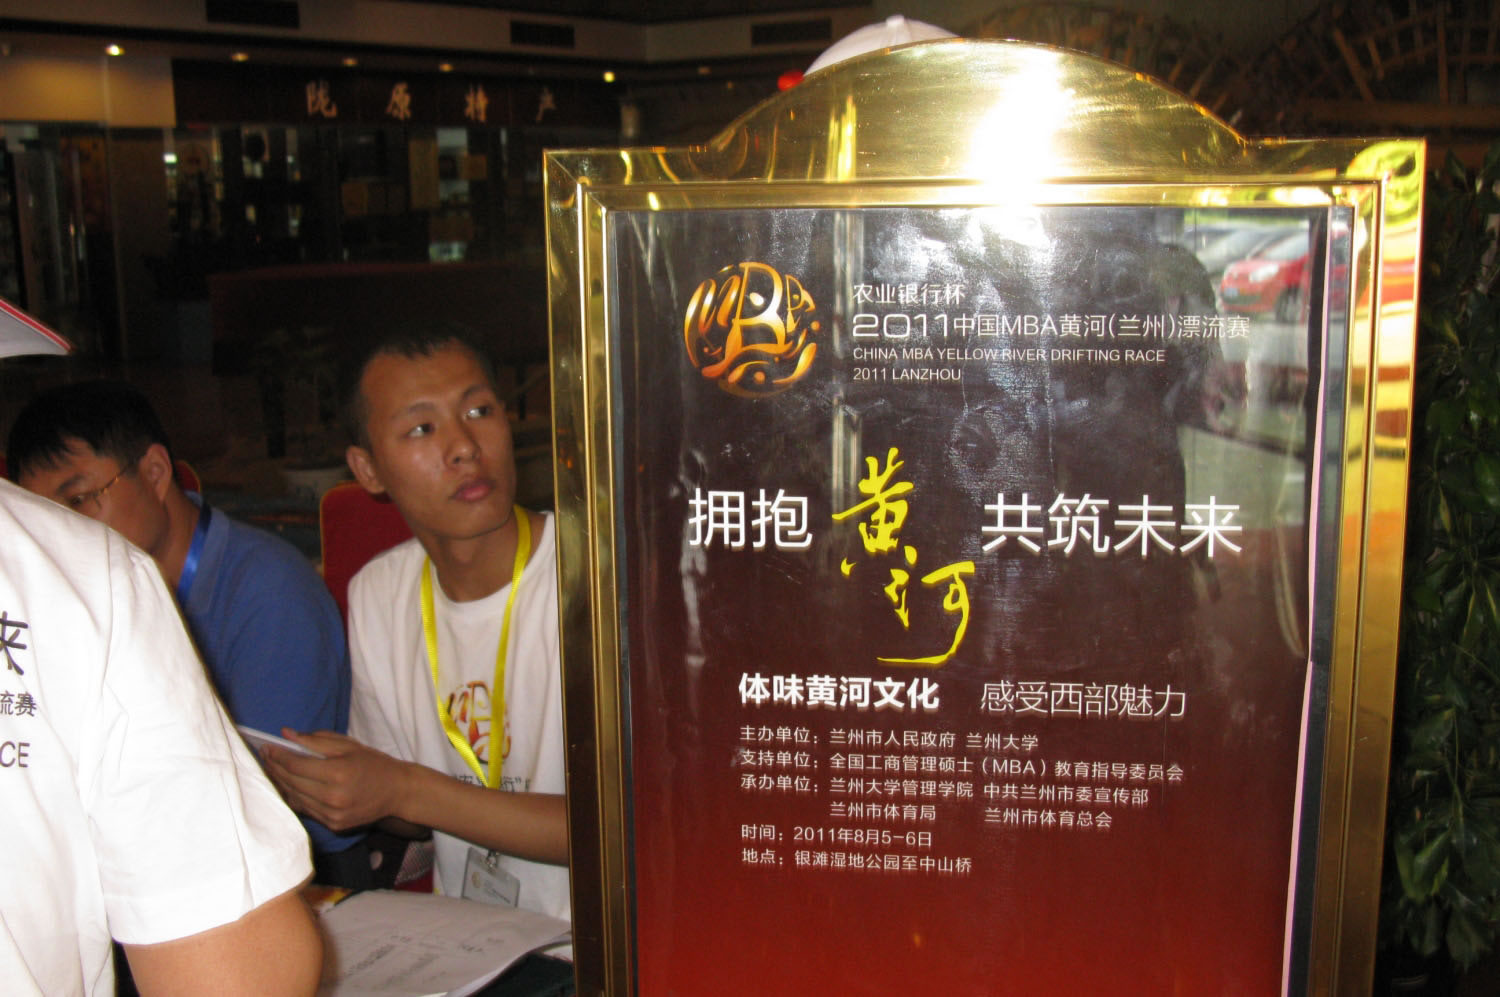 陇原特产
农业银行杯
2011中国MBA黄河(兰州)漂流赛
CHINA MBA YELLOW RIVER DRIFTING RACE
2011 LANZHOU
拥抱 黄河 共筑未来
体味黄河文化 感受西部魅力
主办单位：兰州市人民政府 兰州大学
支持单位：全国工商管理硕士（MBA）教育指导委员会
承办单位：兰州大学管理学院 中共兰州市委宣传部
兰州市体育局 兰州市体育总会
时间：2011年8月5-6日
地点：银滩湿地公园至中山桥
来
流赛
CE